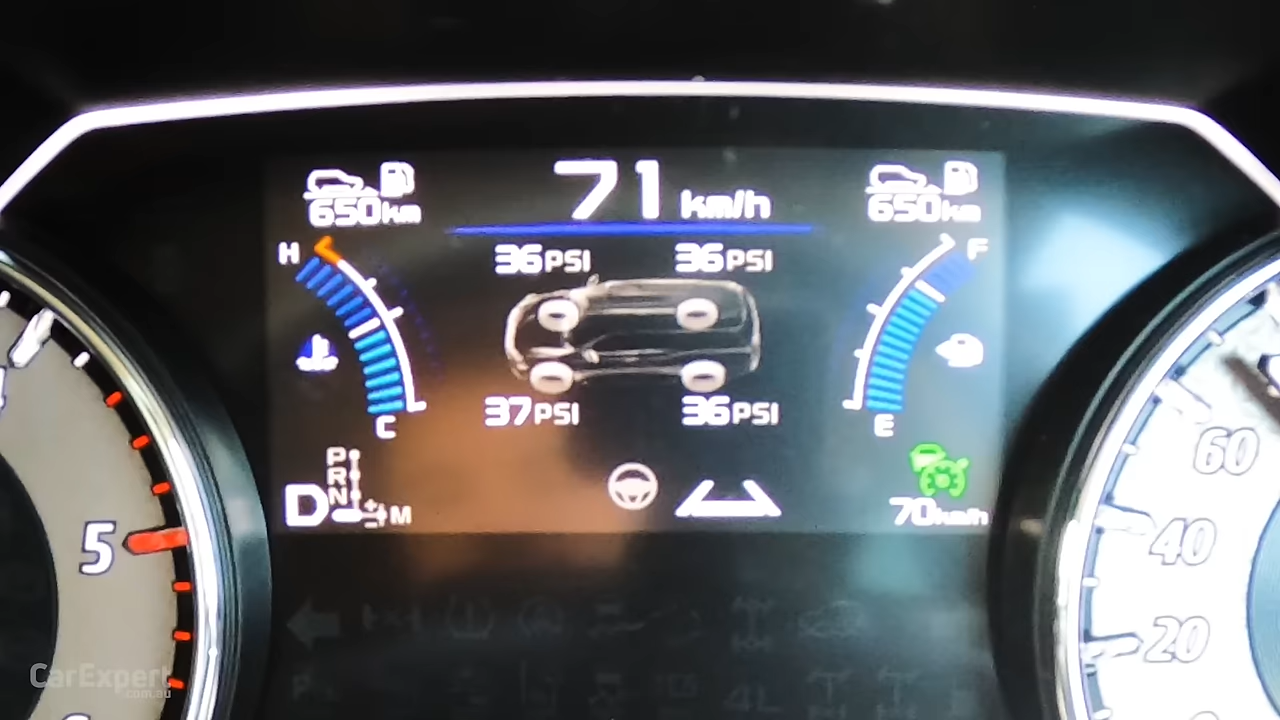 71 km/h
650km
650km
H
36PSI
36PSI
F
37PSI
36PSI
C
E
P
R
N
D
M
70km/h
5
60
40
20
CarExpert
.com.au